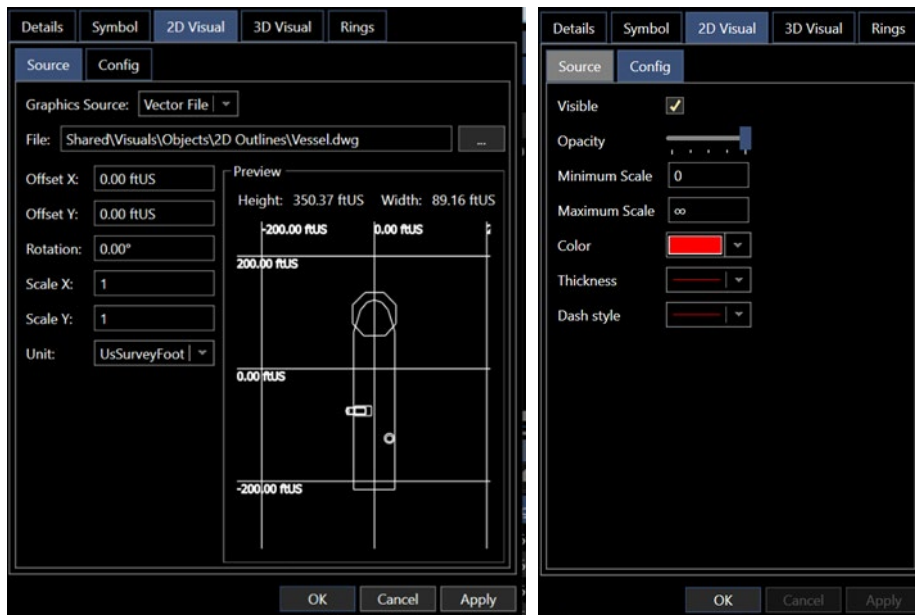 Details Symbol 2D Visual 3D Visual Rings
Source Config
Graphics Source: Vector File
File: Shared\Visuals\Objects\2D Outlines\Vessel.dwg ...
Offset X: 0.00 ftUS
Offset Y: 0.00 ftUS
Rotation: 0.00°
Scale X: 1
Scale Y: 1
Unit: UsSurveyFoot
Preview
Height: 350.37 ftUS Width: 89.16 ftUS
-200.00 ftUS 0.00 ftUS
200.00 ftUS
0.00 ftUS
-200.00 ftUS
OK Cancel Apply
Details Symbol 2D Visual 3D Visual Rings
Source Config
Visible
Opacity
Minimum Scale 0
Maximum Scale ∞
Color
Thickness
Dash style
OK Cancel Apply